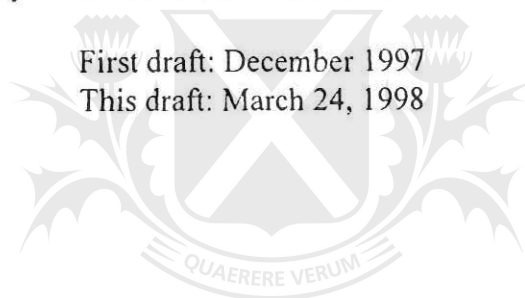 First draft: December 1997
This draft: March 24, 1998
QUAERERE VERUM